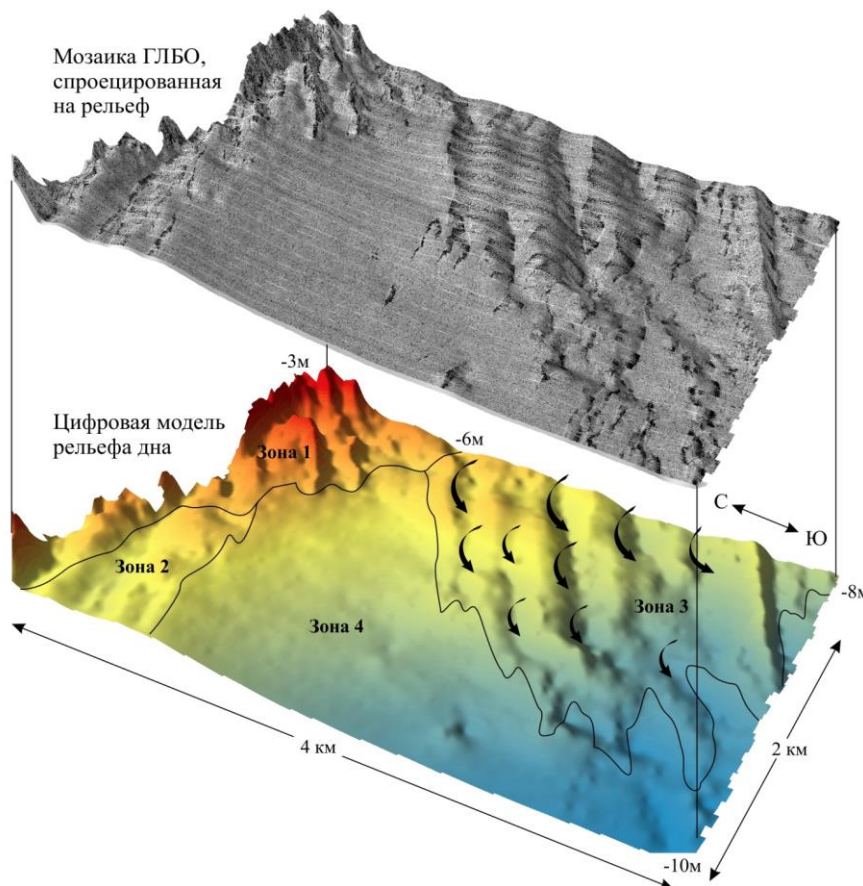 Мозаика ГЛБО,
спроецированная
на рельеф
-3м
Цифровая модель
рельефа дна
Зона 1
-6м
С
Ю
Зона 2
Зона 3
-8м
Зона 4
4 км
2 км
-10м